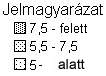 Jelmagyarázat
7,5 - felett
5,5 - 7,5
5 - alatt